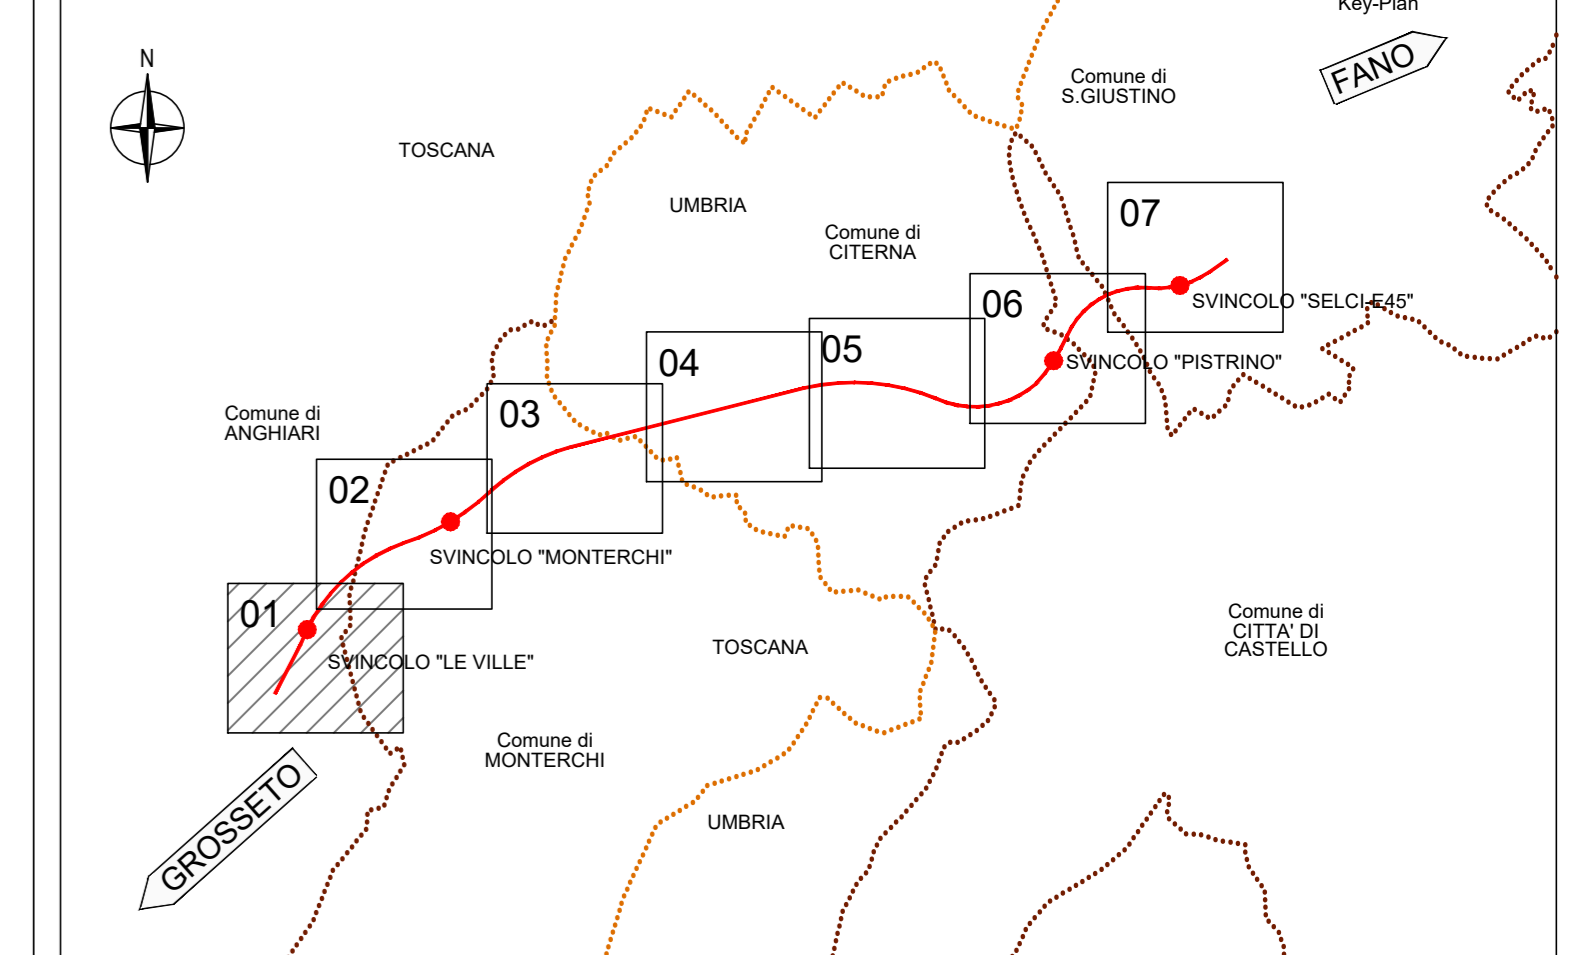 Key-Plan
N
FANO
Comune di
S.GIUSTINO
TOSCANA
UMBRIA
07
Comune di
CITERNA
06
SVINCOLO "SELCI-E45"
05
04
SVINCOLO "PISTRINO"
03
Comune di
ANGHIARI
02
SVINCOLO "MONTERCHI"
01
SVINCOLO "LE VILLE"
TOSCANA
Comune di
CITTA' DI
CASTELLO
Comune di
MONTERCHI
GROSSETO
UMBRIA